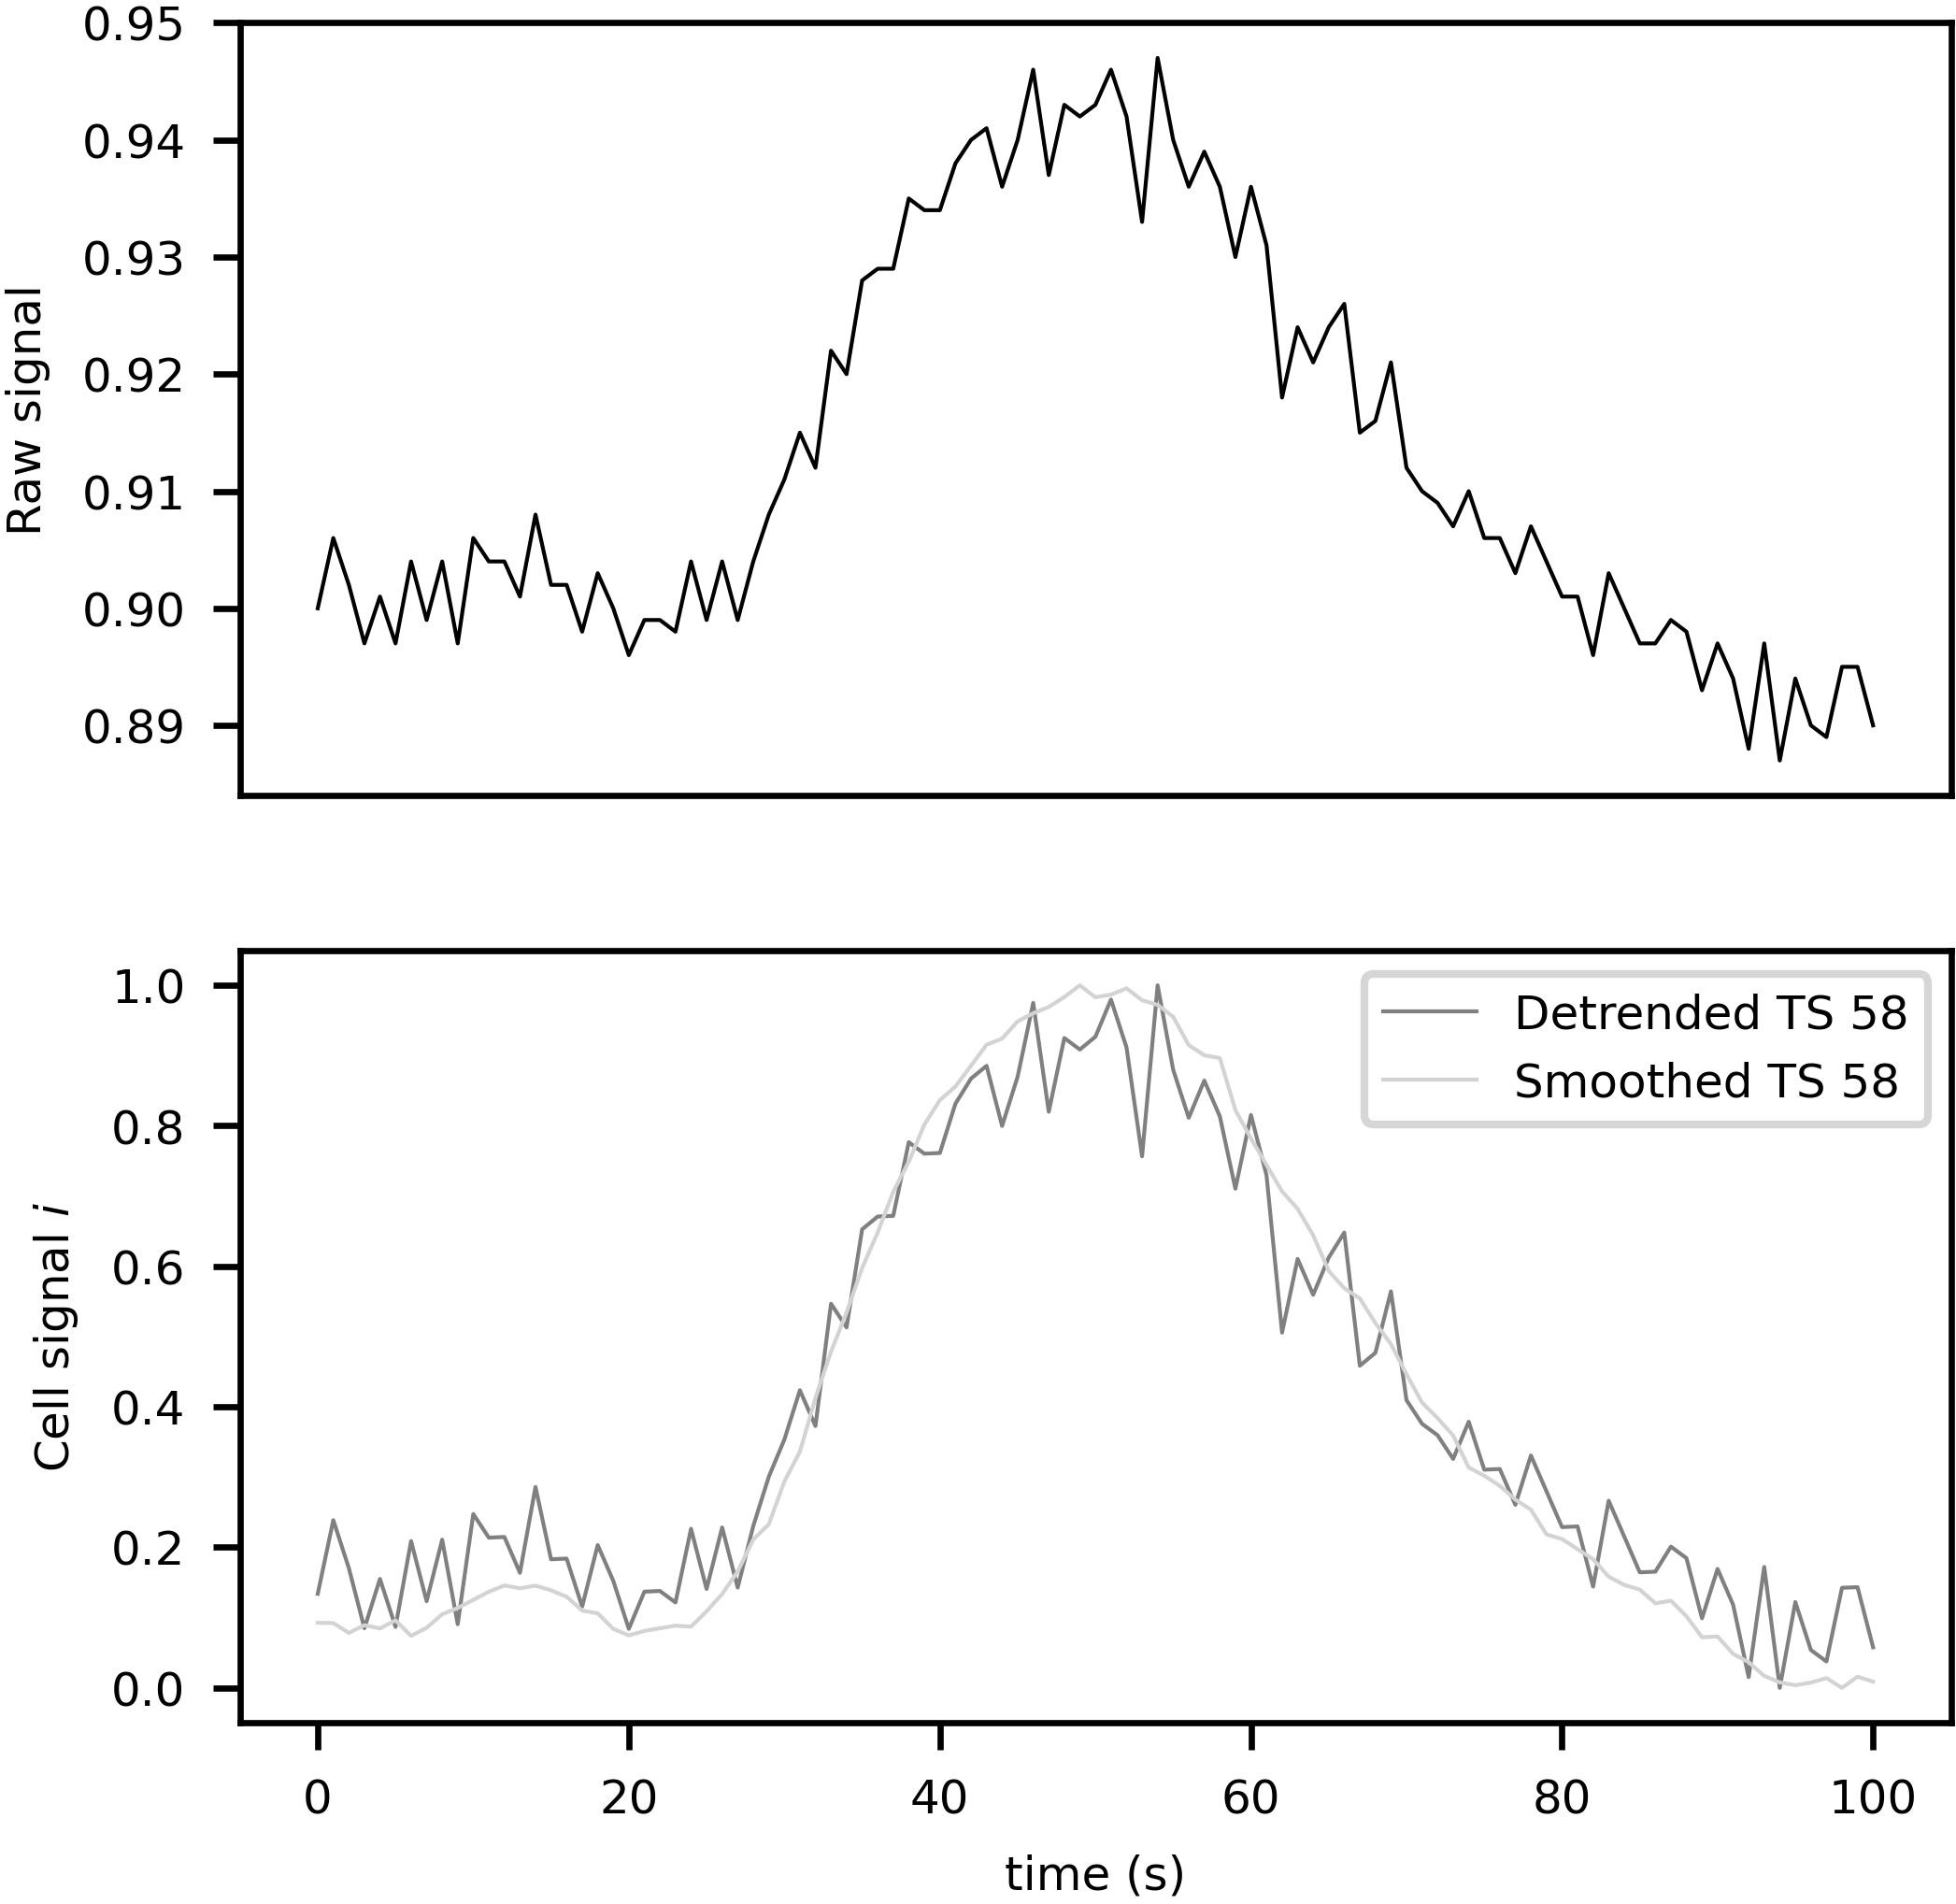 0.95
0.94
0.93
0.92
0.91
0.90
0.89
Raw signal
1.0
0.8
0.6
0.4
0.2
0.0
Cell signal i
Detrended TS 58
Smoothed TS 58
0 20 40 60 80 100
time (s)